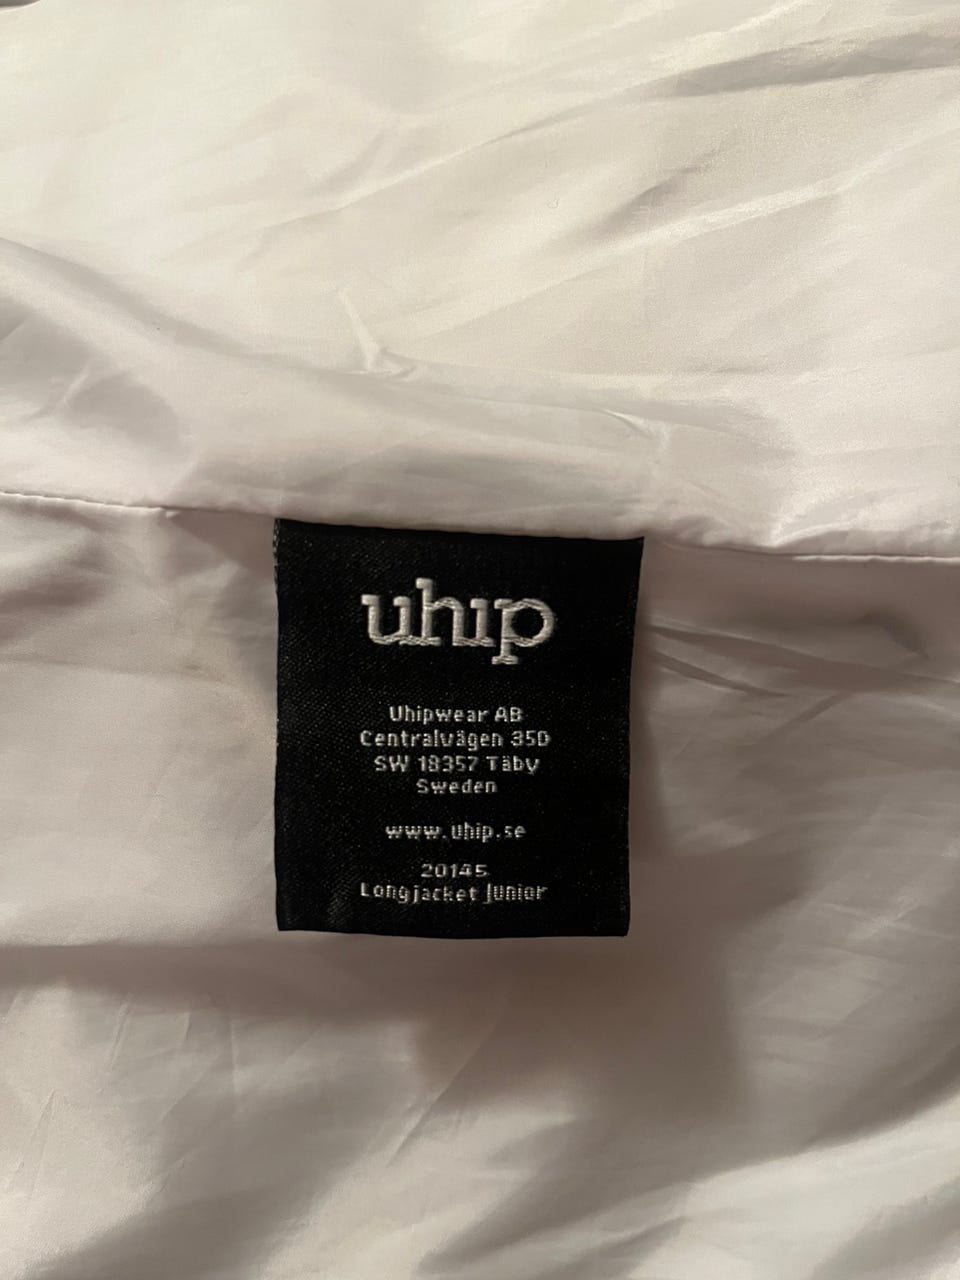 uhip
Uhipwear AB
Centralvägen 35D
SW 18357 Täby
Sweden
www.uhip.se
20145
Longjacket Junior